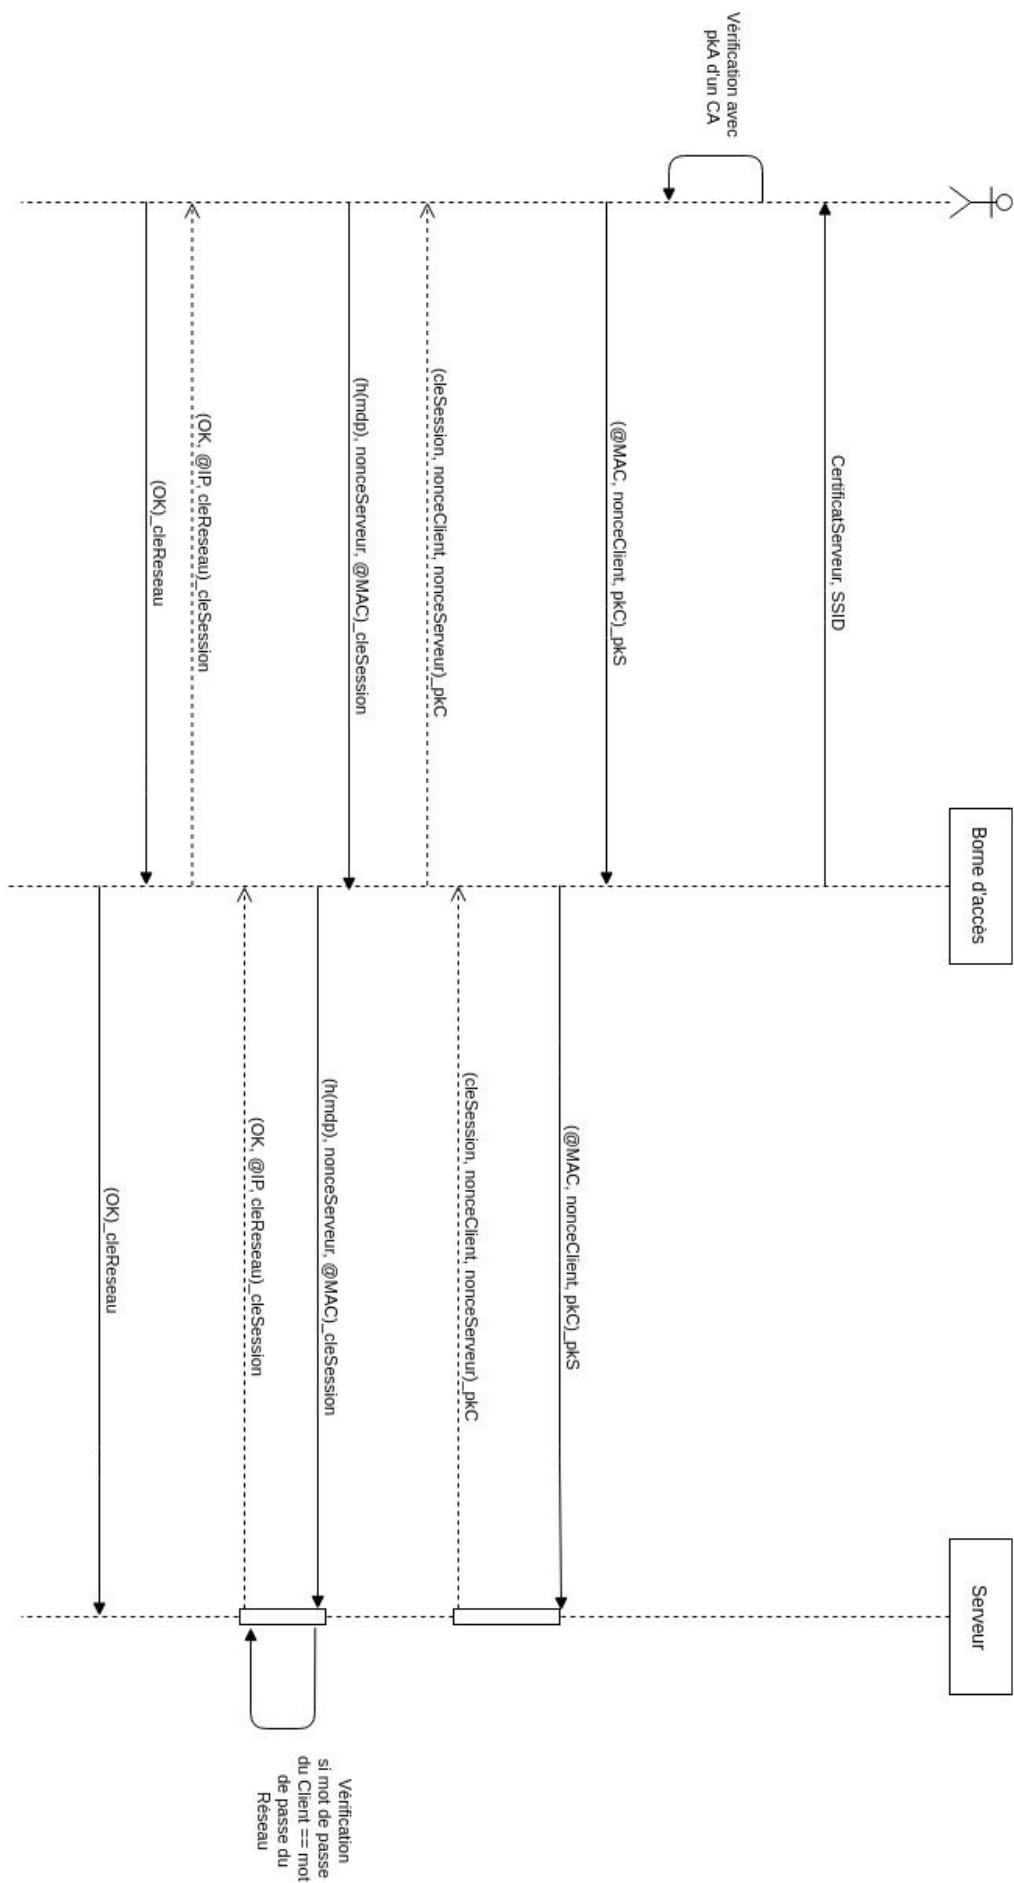 Borne d'accès
Serveur
CertificatServeur, SSID
Vérification avec
pkA d'un CA
(@MAC, nonceClient, pkC)_pkS
(@MAC, nonceClient, pkC)_pkS
(cleSession, nonceClient, nonceServeur)_pkC
(cleSession, nonceClient, nonceServeur)_pkC
(h(mdp), nonceServeur, @MAC)_cleSession
(h(mdp), nonceServeur, @MAC)_cleSession
Vérification
si mot de passe
du Client == mot
de passe du
Réseau
(OK, @IP, cleReseau)_cleSession
(OK, @IP, cleReseau)_cleSession
(OK)_cleReseau
(OK)_cleReseau